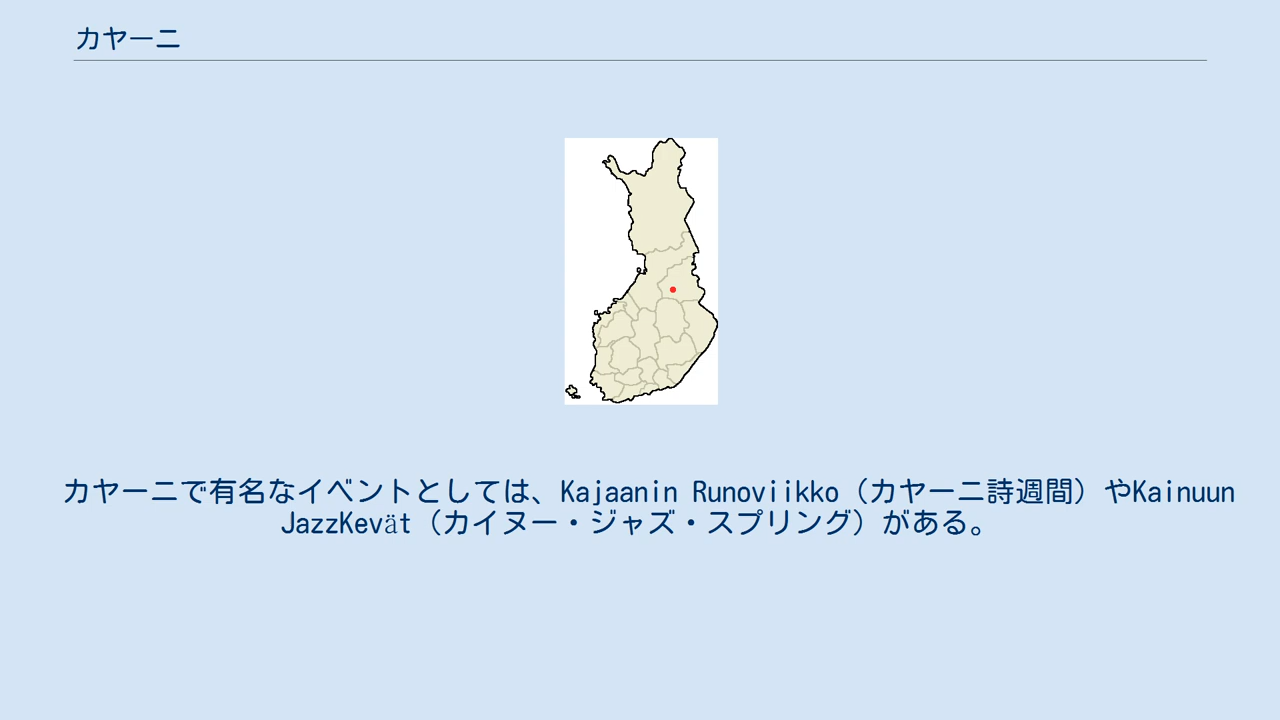 カヤーニ
カヤーニで有名なイベントとしては、Kajaanin Runoviikko（カヤーニ詩週間）やKainuun
JazzKevät（カイヌー・ジャズ・スプリング）がある。